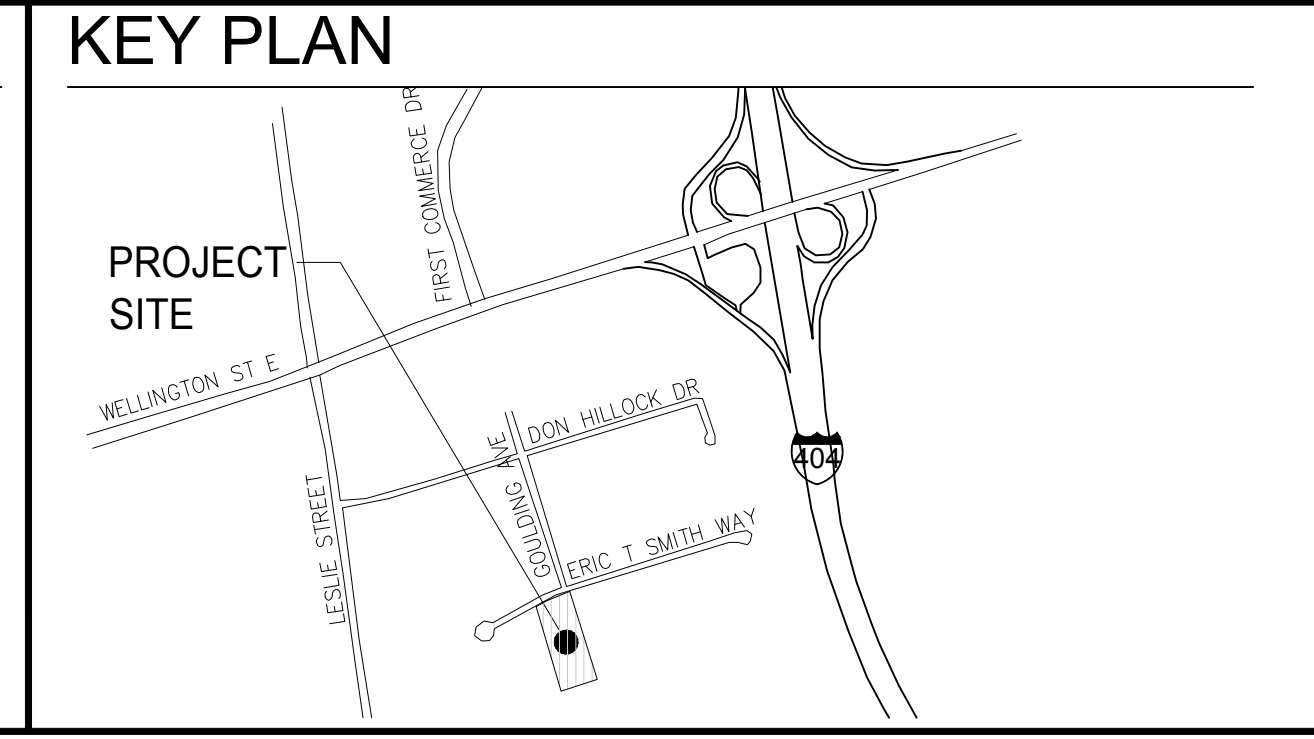 KEY PLAN
FIRST COMMERCE DR
PROJECT
SITE
WELLINGTON ST E
DON HILLOCK DR
GOULDING AVE
404
LESLIE STREET
ERIC T SMITH WAY